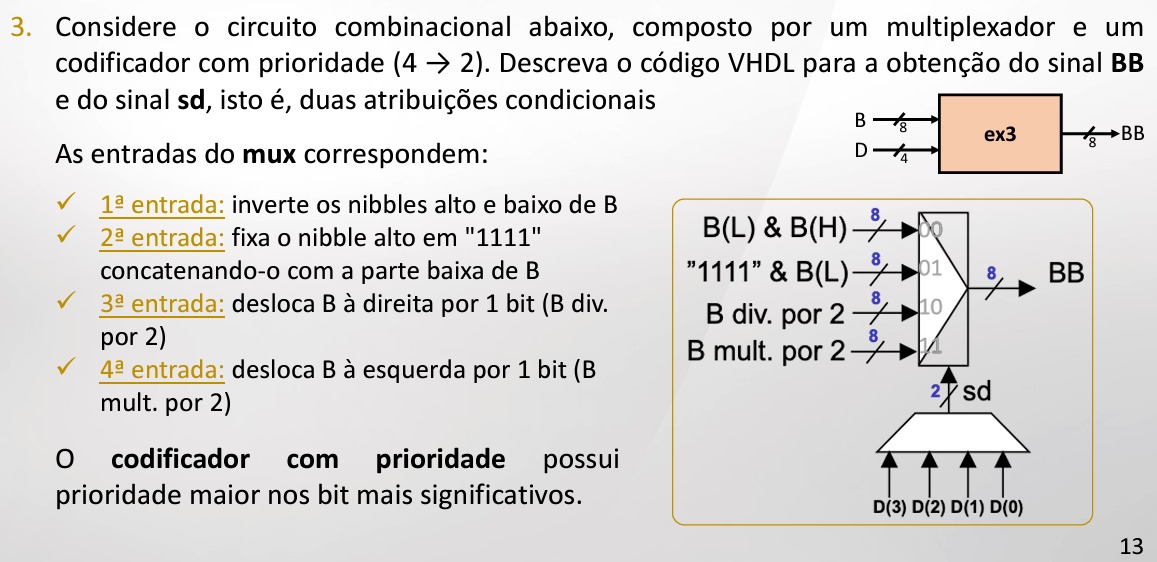 3. Considere o circuito combinacional abaixo, composto por um multiplexador e um
codificador com prioridade (4 → 2). Descreva o código VHDL para a obtenção do sinal BB
e do sinal sd, isto é, duas atribuições condicionais
B 8
D 4
ex3
8 BB
As entradas do mux correspondem:
✓ 1ª entrada: inverte os nibbles alto e baixo de B
✓ 2ª entrada: fixa o nibble alto em "1111"
concatenando-o com a parte baixa de B
✓ 3ª entrada: desloca B à direita por 1 bit (B div.
por 2)
✓ 4ª entrada: desloca B à esquerda por 1 bit (B
mult. por 2)
O codificador com prioridade possui
prioridade maior nos bit mais significativos.
B(L) & B(H) 8 00
"1111" & B(L) 8 01
8 BB
B div. por 2 8 10
B mult. por 2 8 11
2 sd
D(3) D(2) D(1) D(0)
13